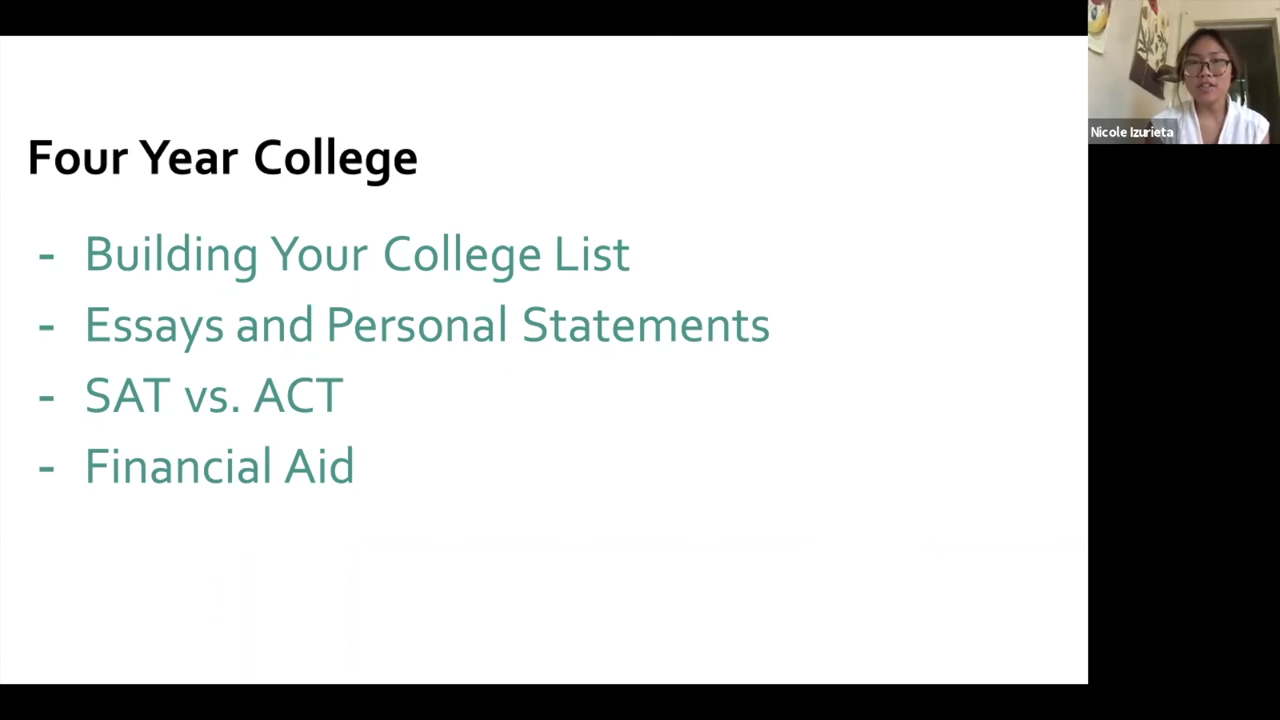 Four Year College
- Building Your College List
- Essays and Personal Statements
- SAT vs. ACT
- Financial Aid
Nicole Izurieta